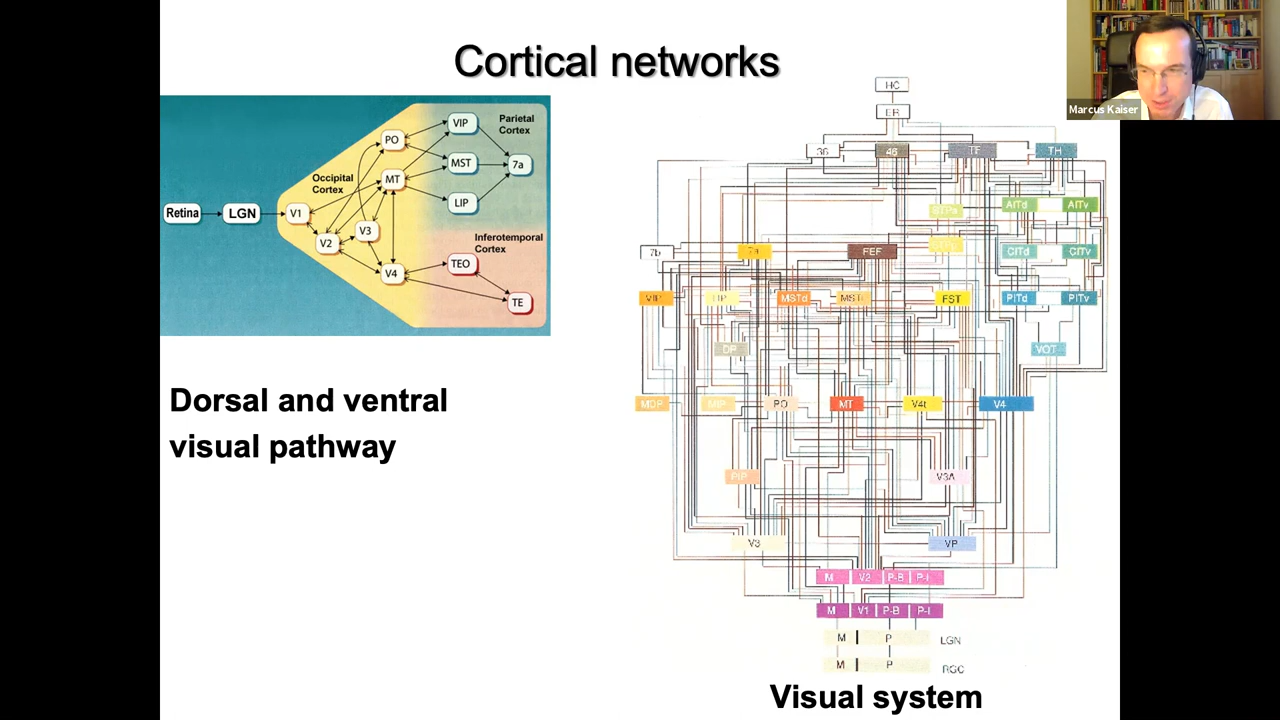 Cortical networks
Marcus Kaiser
VIP
Parietal
Cortex
PO
MST
7a
Occipital
Cortex
MT
LIP
Retina
LGN
V1
V3
V2
Inferotemporal
Cortex
TEO
V4
TE
Dorsal and ventral
visual pathway
HC
ER
36
46
TF
TH
AITd
AITv
7b
7a
FEF
CITd
CITv
VIP
LIP
MSTd
MSTl
FST
PITd
PITv
DP
VOT
MDP
MIP
PO
MT
V4t
V4
PIP
V3A
V3
VP
M
V2
P-B
P-I
M
V1
P-B
P-I
M
P
LGN
M
P
RGC
Visual system